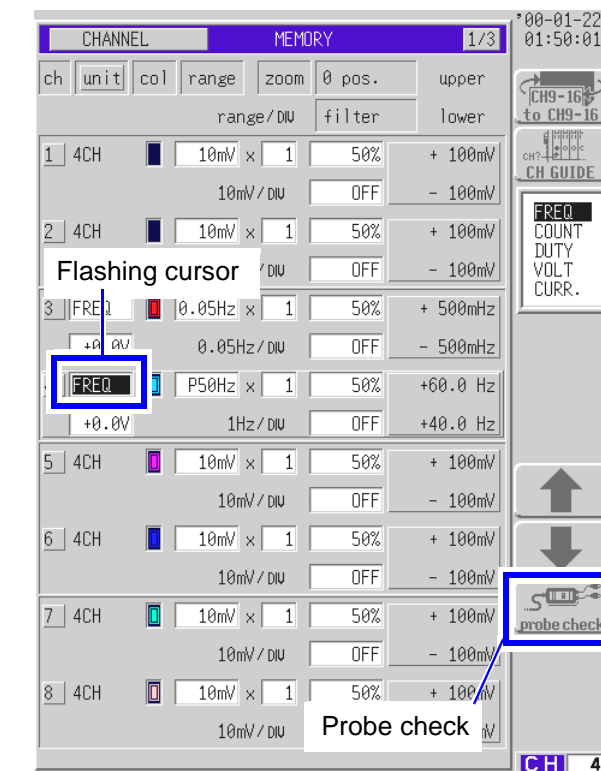 '00-01-22
01:50:01
CHANNEL MEMORY 1/3
ch unit col range zoom 0 pos. upper
range/DIV filter lower
1 4CH 10mV × 1 50% + 100mV
10mV/DIV OFF - 100mV
2 4CH 10mV × 1 50% + 100mV
/DIV OFF - 100mV
Flashing cursor
3 FREQ 0.05Hz × 1 50% + 500mHz
+0.0V 0.05Hz/DIV OFF - 500mHz
FREQ P50Hz × 1 50% +60.0 Hz
+0.0V 1Hz/DIV OFF +40.0 Hz
5 4CH 10mV × 1 50% + 100mV
10mV/DIV OFF - 100mV
6 4CH 10mV × 1 50% + 100mV
10mV/DIV OFF - 100mV
7 4CH 10mV × 1 50% + 100mV
10mV/DIV OFF - 100mV
8 4CH 10mV × 1 50% + 100mV
10mV/DIV
Probe check
CH9-16
to CH9-16
CH?
CH GUIDE
FREQ
COUNT
DUTY
VOLT
CURR.
probe check
CH 4